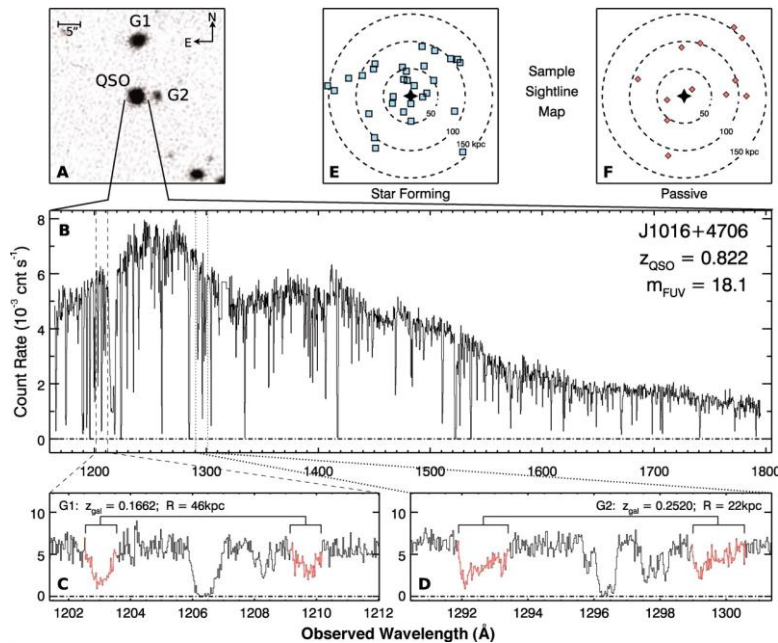 G1
N
E
5"
QSO
G2
A
50
100
150 kpc
E
Star Forming
Sample
Sightline
Map
50
100
150 kpc
F
Passive
B
J1016+4706
z_QSO = 0.822
m_FUV = 18.1
Count Rate (10⁻³ cnt s⁻¹)
8
6
4
2
0
1200 1300 1400 1500 1600 1700 1800
G1: z_gal = 0.1662; R = 46kpc
10
5
0
C
1202 1204 1206 1208 1210 1212
G2: z_gal = 0.2520; R = 22kpc
10
5
0
D
1292 1294 1296 1298 1300
Observed Wavelength (Å)